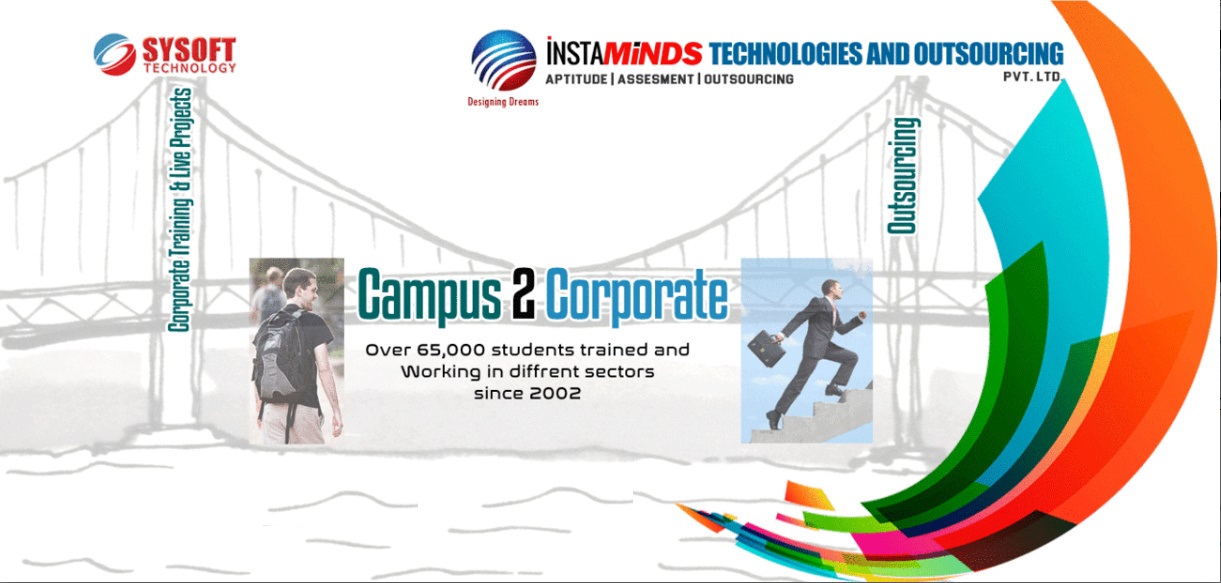 SYSOFT
TECHNOLOGY
iNSTAMiNDS TECHNOLOGIES AND OUTSOURCING
PVT. LTD.
APTITUDE | ASSESMENT | OUTSOURCING
Designing Dreams
Corporate Training & Live Projects
Outsourcing
Campus 2 Corporate
Over 65,000 students trained and
Working in diffrent sectors
since 2002